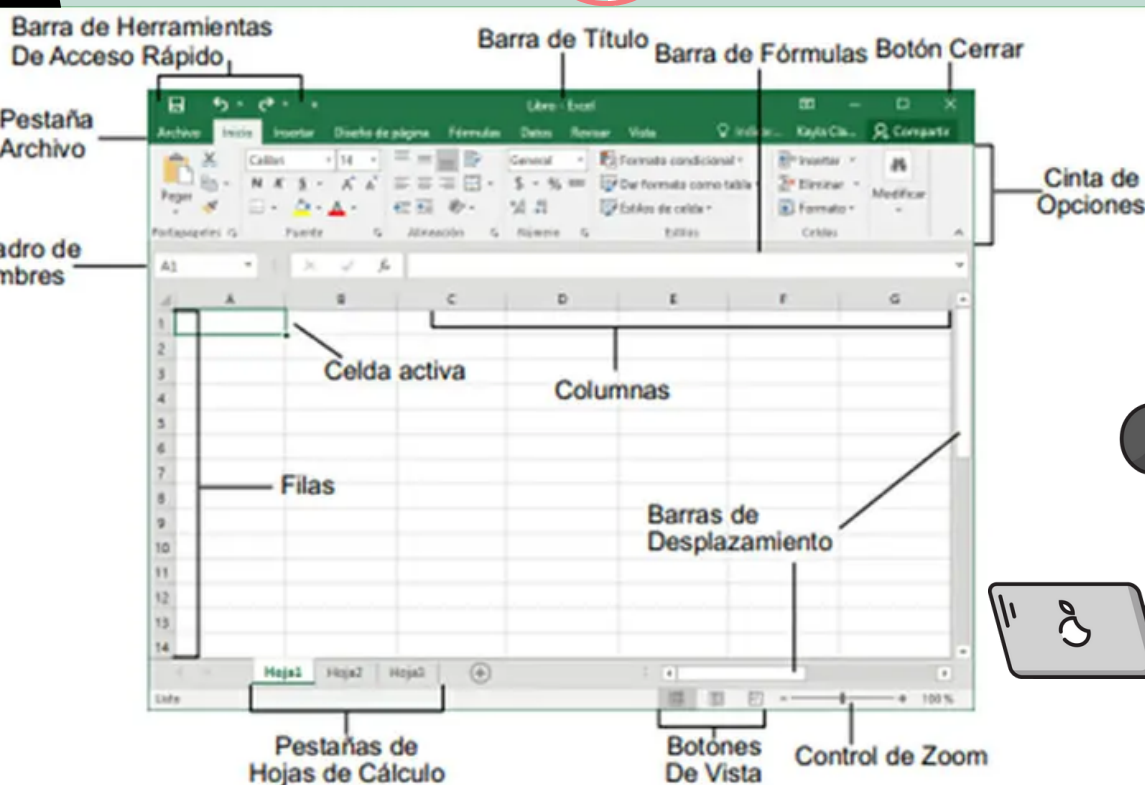 Barra de Herramientas
De Acceso Rápido
Barra de Título
Barra de Fórmulas
Botón Cerrar
Pestaña
Archivo
Libro - Excel
Archivo Inicio Insertar Diseño de página Fórmulas Datos Revisar Vista Kayla Cla... Compartir
Calibri 14 General Formato condicional Insertar
Pegar N K S $ % Dar formato como tabla Eliminar Modificar
Estilos de celda Formato
Portapapeles Fuente Alineación Número Estilos Celdas
Cinta de
Opciones
adro de
mbres
A1 fx
A B C D E F G
1
2
3
4
5
6
7
8
9
10
11
12
13
14
Celda activa
Columnas
Filas
Barras de
Desplazamiento
Hoja1 Hoja2 Hoja3
Listo 100 %
Pestañas de
Hojas de Cálculo
Botones
De Vista
Control de Zoom